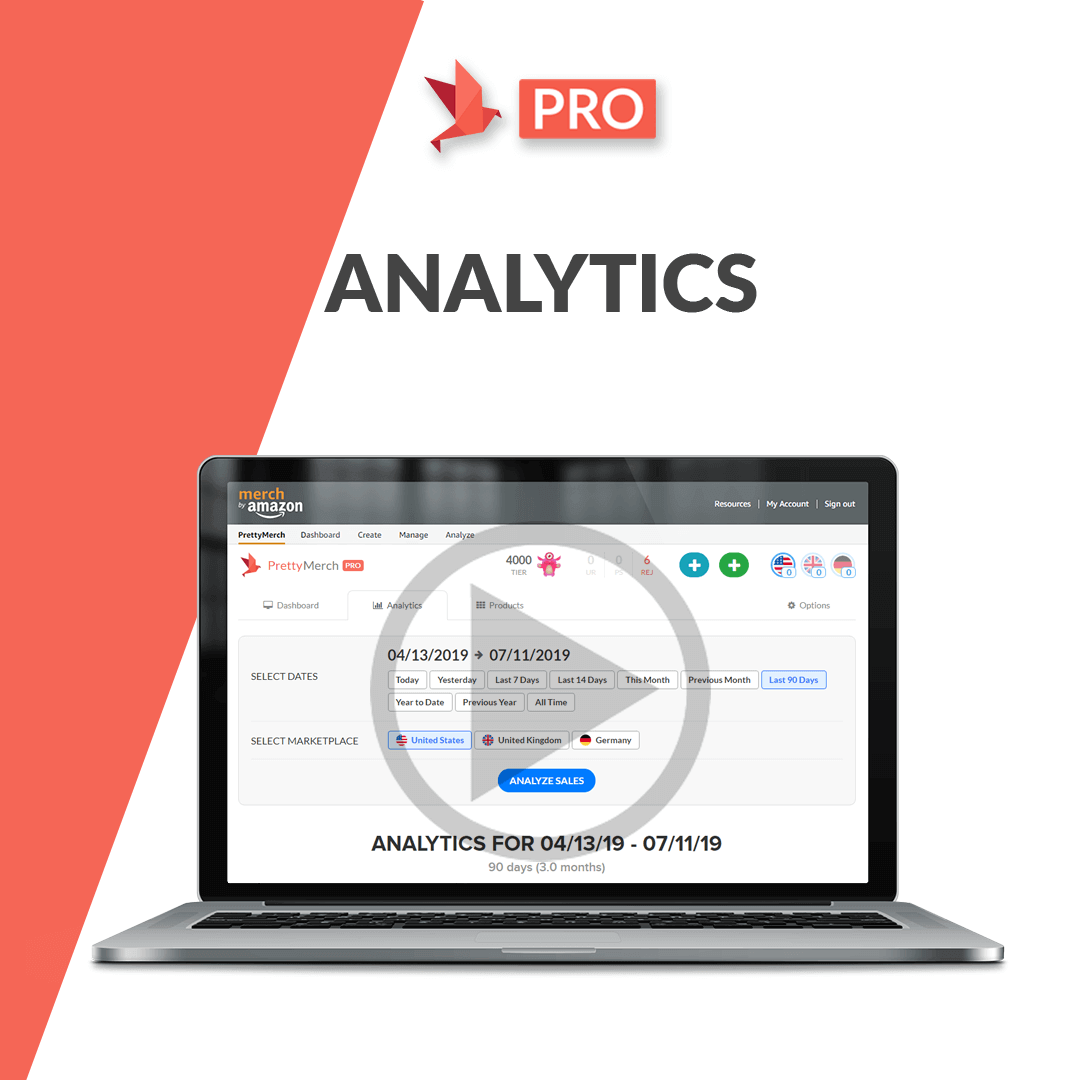 PRO
ANALYTICS
merch
by amazon
Resources | My Account | Sign out
PrettyMerch Dashboard Create Manage Analyze
PrettyMerch PRO
4000 0 0 6
TIER UR PS REJ
0 0 0
Dashboard Analytics Products Options
04/13/2019 → 07/11/2019
SELECT DATES
Today Yesterday Last 7 Days Last 14 Days This Month Previous Month Last 90 Days
Year to Date Previous Year All Time
SELECT MARKETPLACE United States United Kingdom Germany
ANALYZE SALES
ANALYTICS FOR 04/13/19 - 07/11/19
90 days (3.0 months)